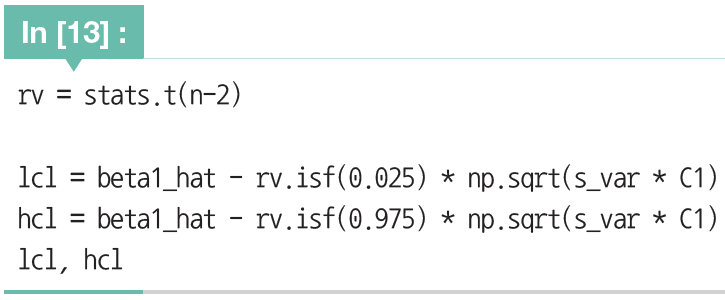 In [13] :
rv = stats.t(n-2)
lcl = beta1_hat - rv.isf(0.025) * np.sqrt(s_var * C1)
hcl = beta1_hat - rv.isf(0.975) * np.sqrt(s_var * C1)
lcl, hcl